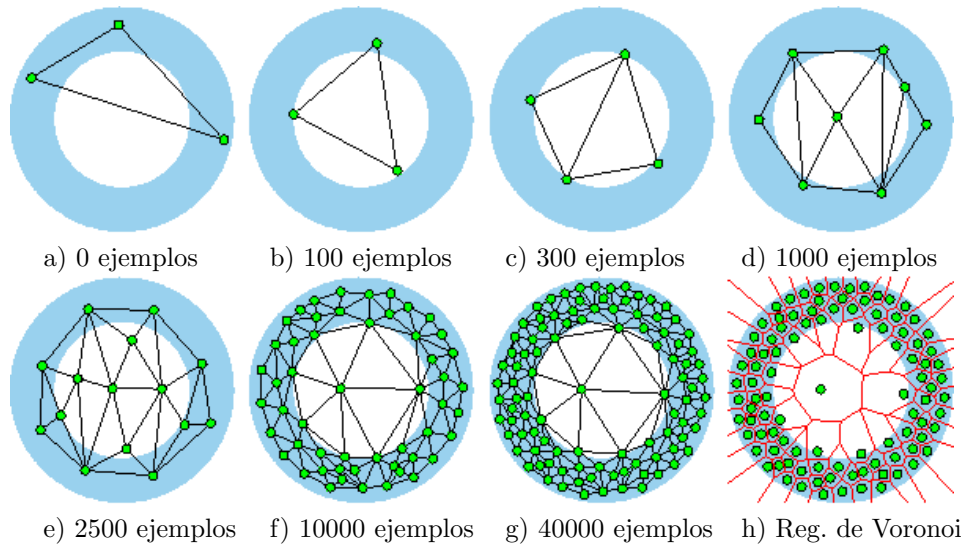 a) 0 ejemplos
b) 100 ejemplos
c) 300 ejemplos
d) 1000 ejemplos
e) 2500 ejemplos
f) 10000 ejemplos
g) 40000 ejemplos
h) Reg. de Voronoi